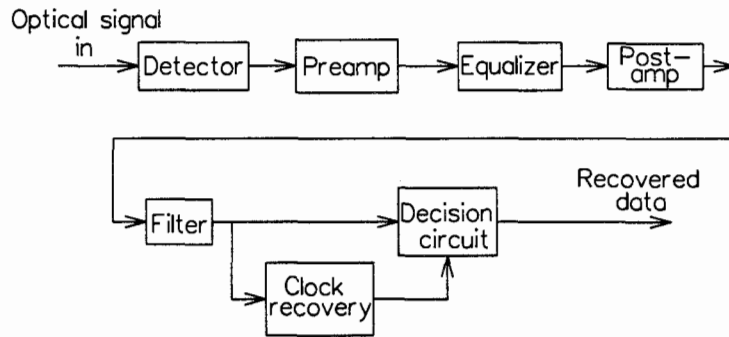 Optical signal
in
Detector
Preamp
Equalizer
Post-
amp
Filter
Decision
circuit
Recovered
data
Clock
recovery